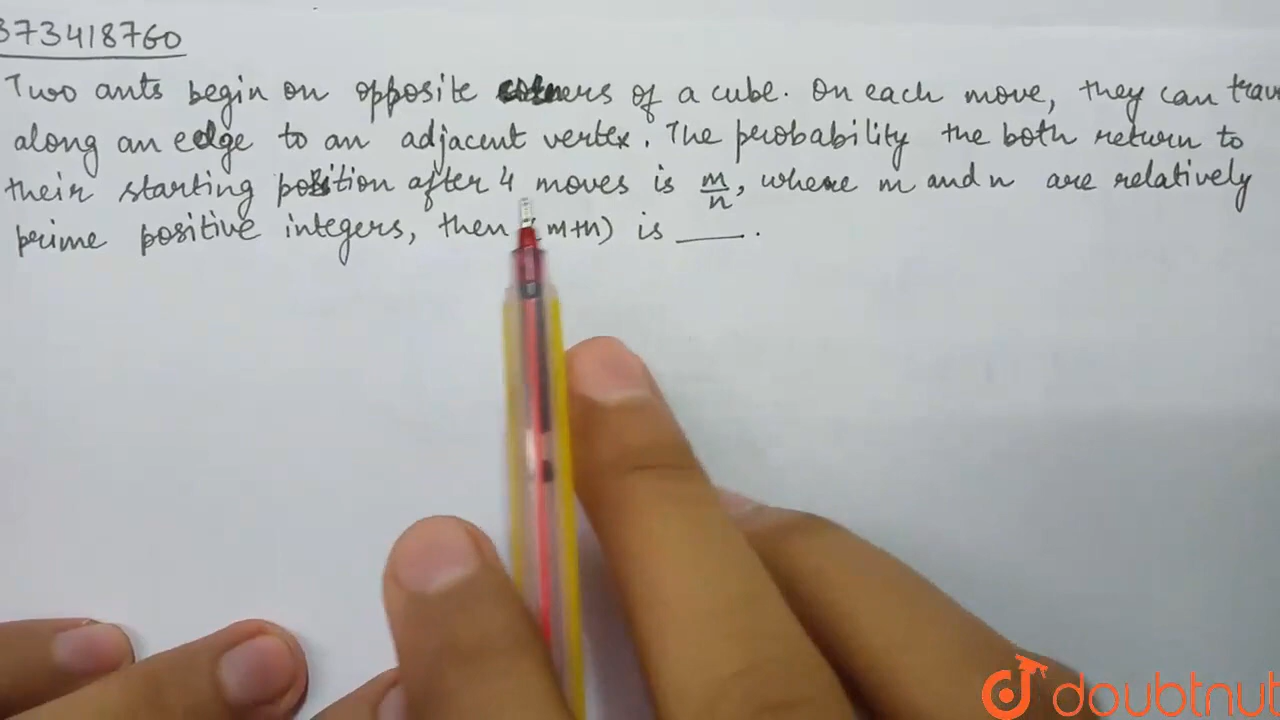 373418760
Two ants begin on opposite corners of a cube. On each move, they can trav
along an edge to an adjacent vertex. The probability the both return to
their starting position after 4 moves is m/n, where m and n are relatively
prime positive integers, then (m+n) is ____.
doubtnut